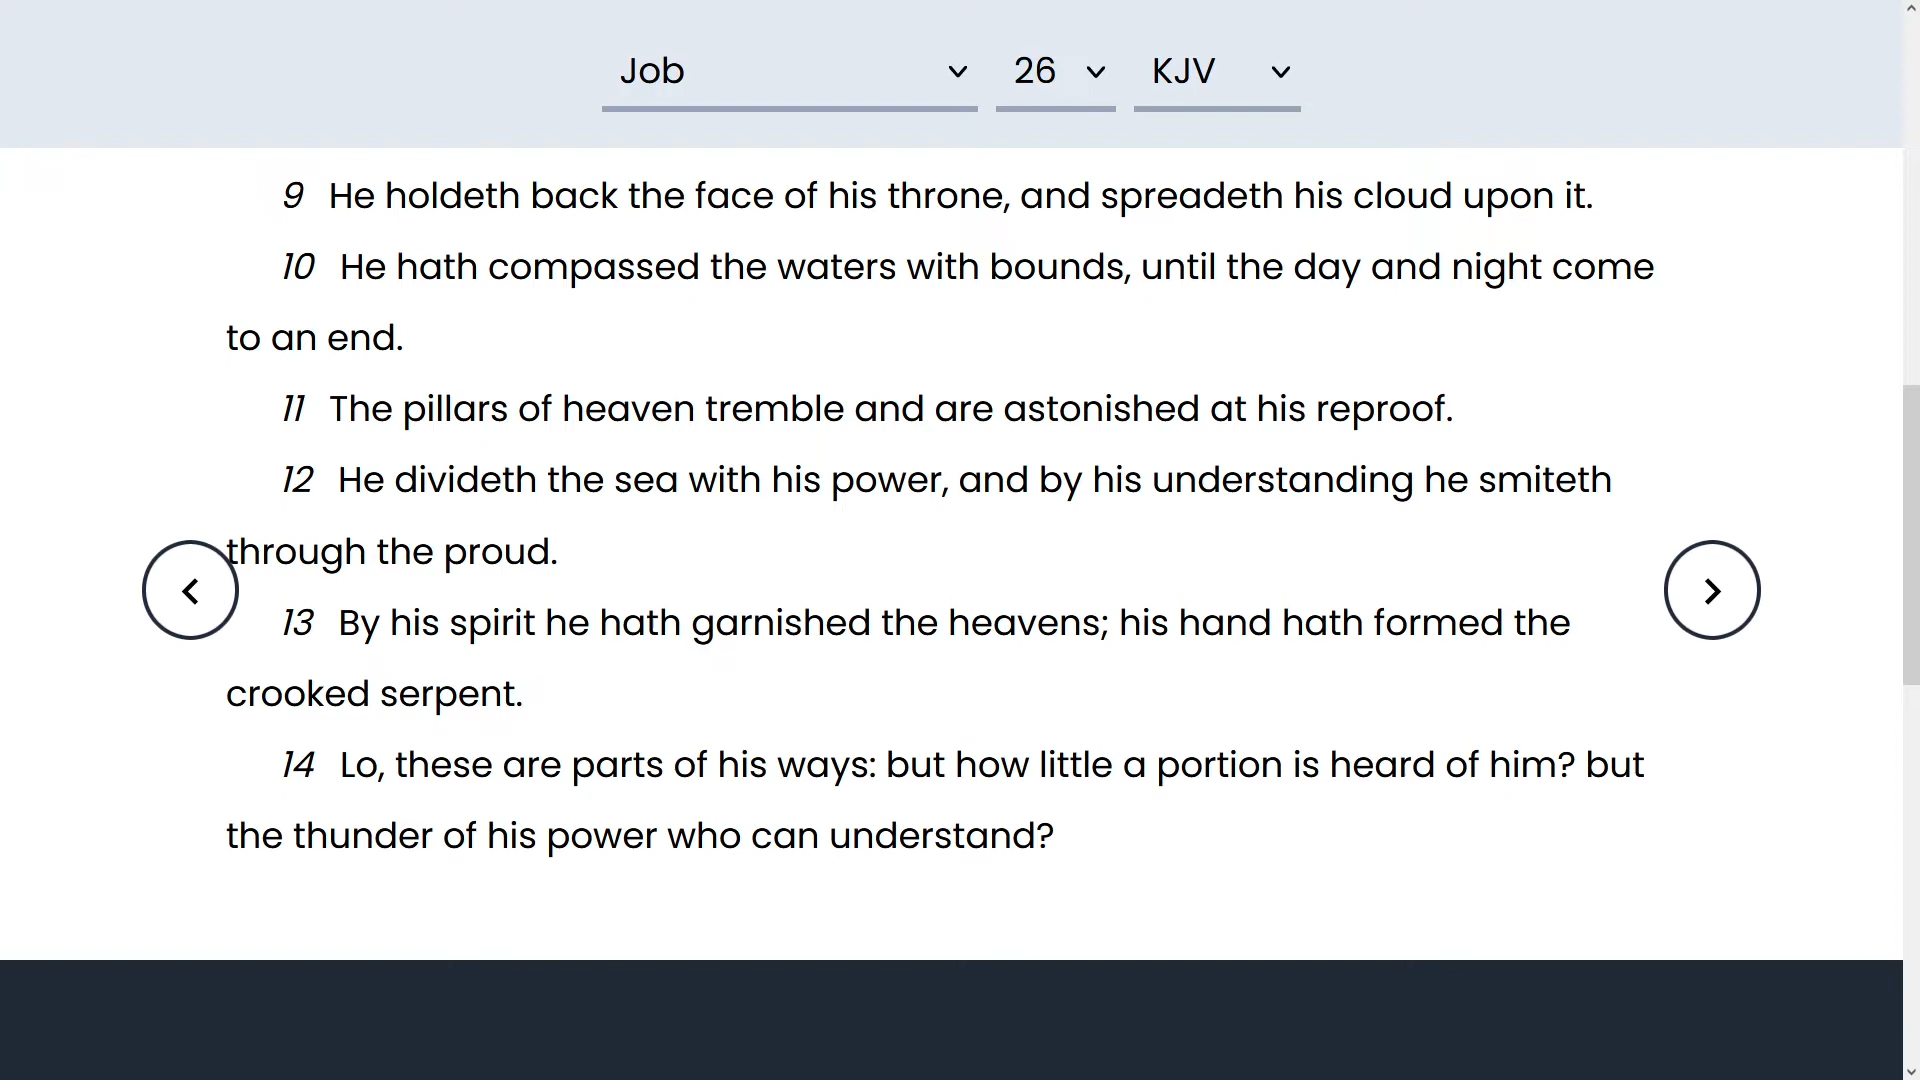 Job 26 KJV
9 He holdeth back the face of his throne, and spreadeth his cloud upon it.
10 He hath compassed the waters with bounds, until the day and night come
to an end.
11 The pillars of heaven tremble and are astonished at his reproof.
12 He divideth the sea with his power, and by his understanding he smiteth
through the proud.
13 By his spirit he hath garnished the heavens; his hand hath formed the
crooked serpent.
14 Lo, these are parts of his ways: but how little a portion is heard of him? but
the thunder of his power who can understand?